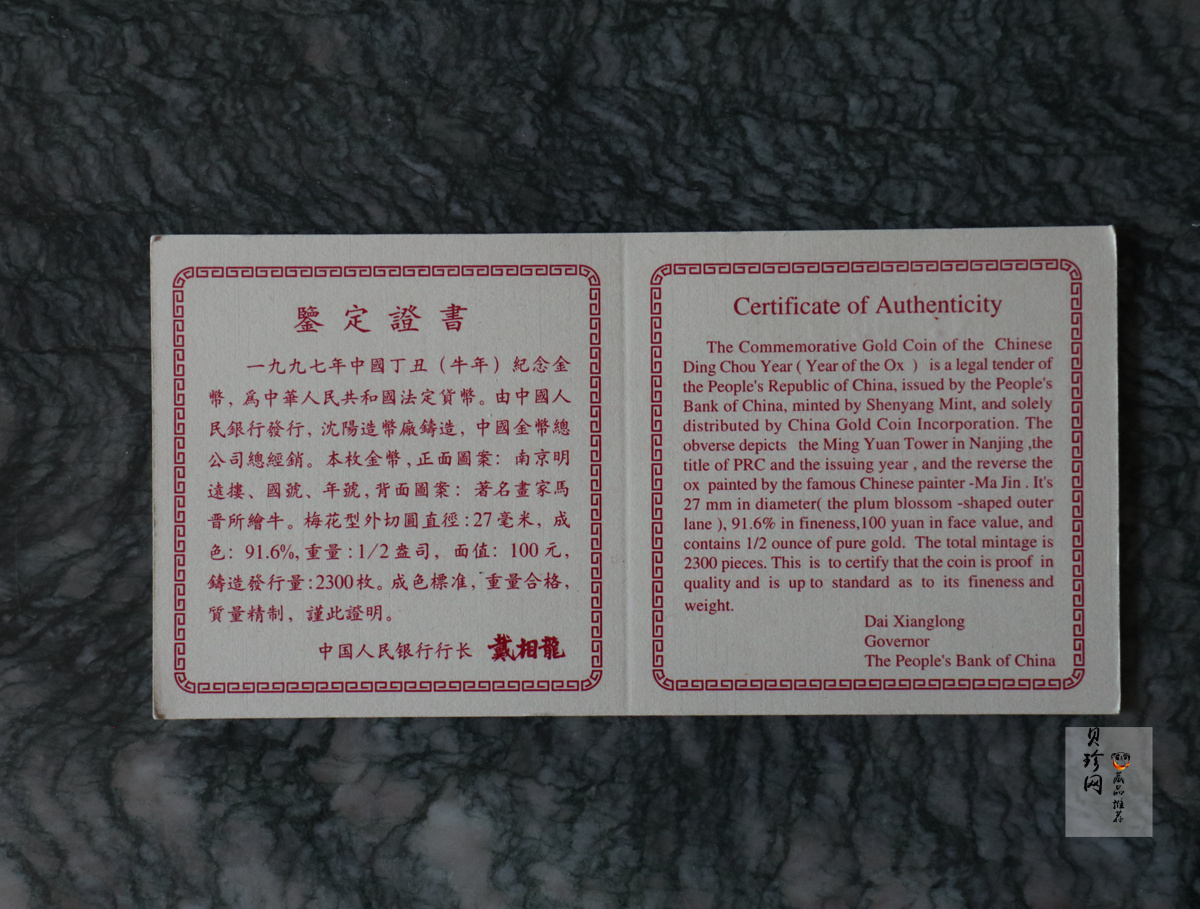 鑒定證書
一九九七年中國丁丑（牛年）紀念金
幣，爲中華人民共和國法定貨幣。由中國人
民銀行發行，沈陽造幣廠鑄造，中國金幣總
公司總經銷。本枚金幣，正面圖案：南京明
遠摟、國號、年號，背面圖案：著名畫家馬
晋所繪牛。梅花型外切圓直徑：27毫米，成
色：91.6%，重量：1/2盎司，面值：100元，
鑄造發行量：2300枚。成色標准，重量合格，
質量精制，謹此證明。
中国人民银行行长 戴相龍
Certificate of Authenticity
The Commemorative Gold Coin of the Chinese
Ding Chou Year ( Year of the Ox ) is a legal tender of
the People's Republic of China, issued by the People's
Bank of China, minted by Shenyang Mint, and solely
distributed by China Gold Coin Incorporation. The
obverse depicts the Ming Yuan Tower in Nanjing ,the
title of PRC and the issuing year , and the reverse the
ox painted by the famous Chinese painter -Ma Jin . It's
27 mm in diameter( the plum blossom -shaped outer
lane ), 91.6% in fineness,100 yuan in face value, and
contains 1/2 ounce of pure gold. The total mintage is
2300 pieces. This is to certify that the coin is proof in
quality and is up to standard as to its fineness and
weight.
Dai Xianglong
Governor
The People's Bank of China
贝珍网
藏品推荐